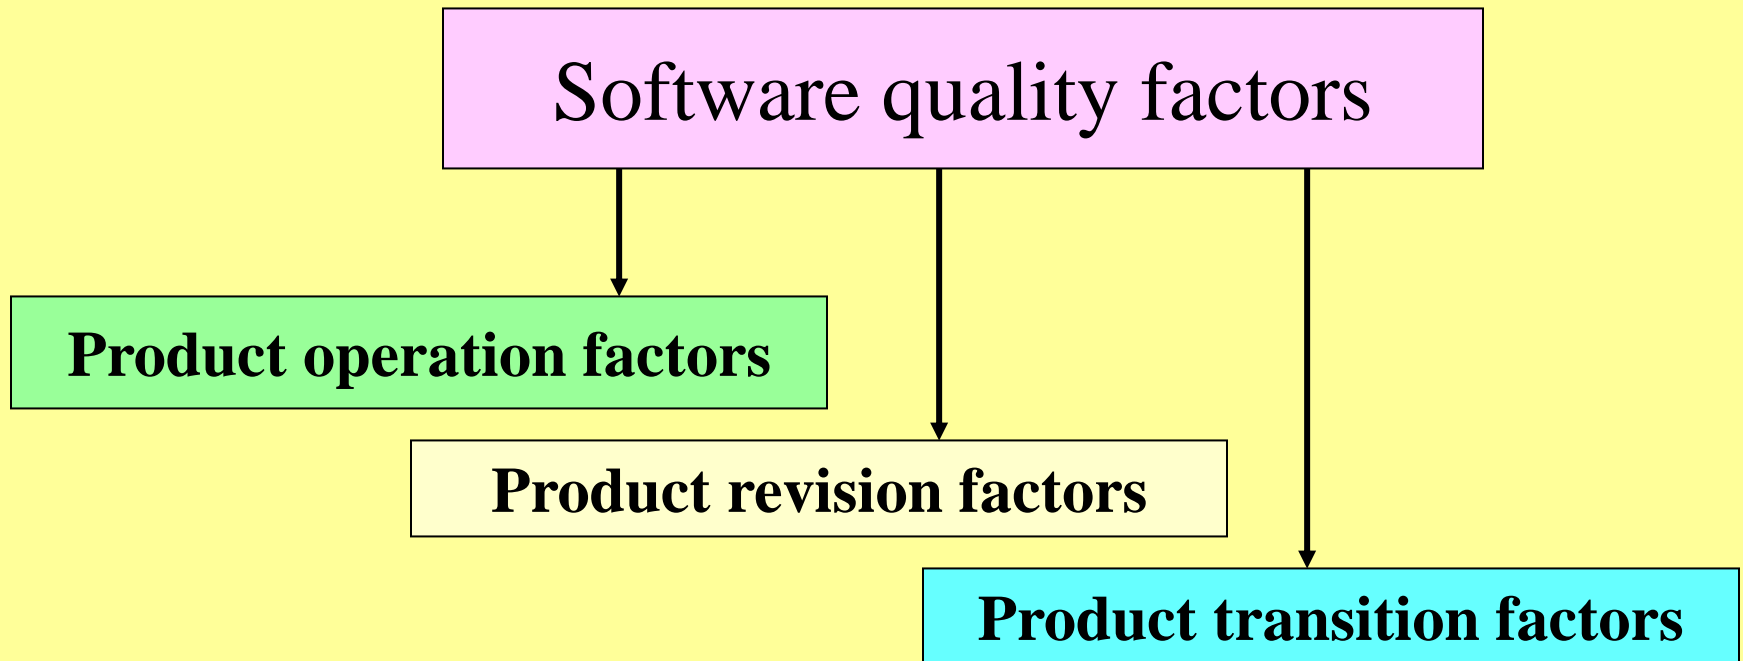 Software quality factors
Product operation factors
Product revision factors
Product transition factors